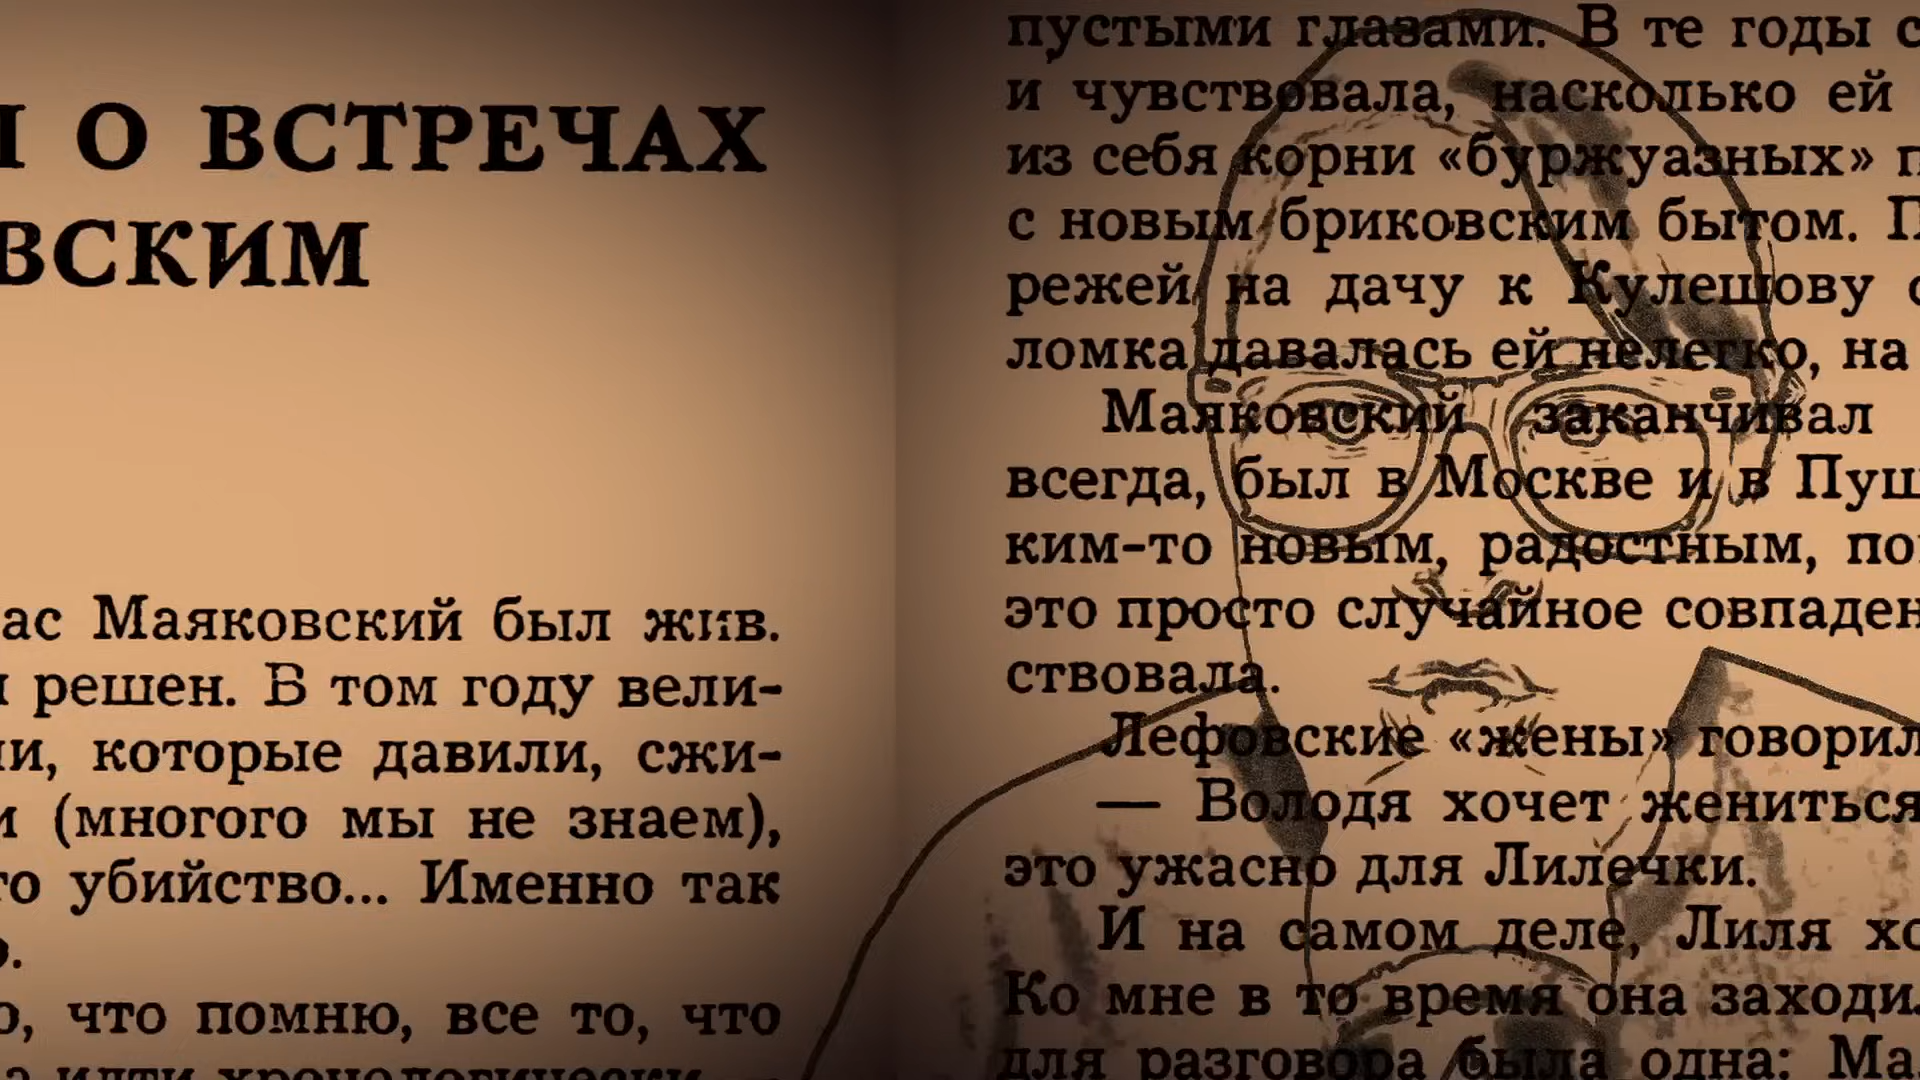 О ВСТРЕЧАХ
ВСКИМ
ас Маяковский был жив.
решен. В том году вели-
и, которые давили, сжи-
и (многого мы не знаем),
го убийство... Именно так
о, что помню, все то, что
а идти хронологически
пустыми глазами. В те годы с
и чувствовала, насколько ей
из себя корни «буржуазных» п
с новым бриковским бытом. П
режей на дачу к Кулешову с
ломка давалась ей нелегко, на
Маяковский заканчивал
всегда, был в Москве и в Пуш
ким-то новым, радостным, по
это просто случайное совпаден
ствовала.
Лефовские «жены» говорил
— Володя хочет жениться
это ужасно для Лилечки.
И на самом деле, Лиля хо
Ко мне в то время она заходи
для разговора была одна: Ма